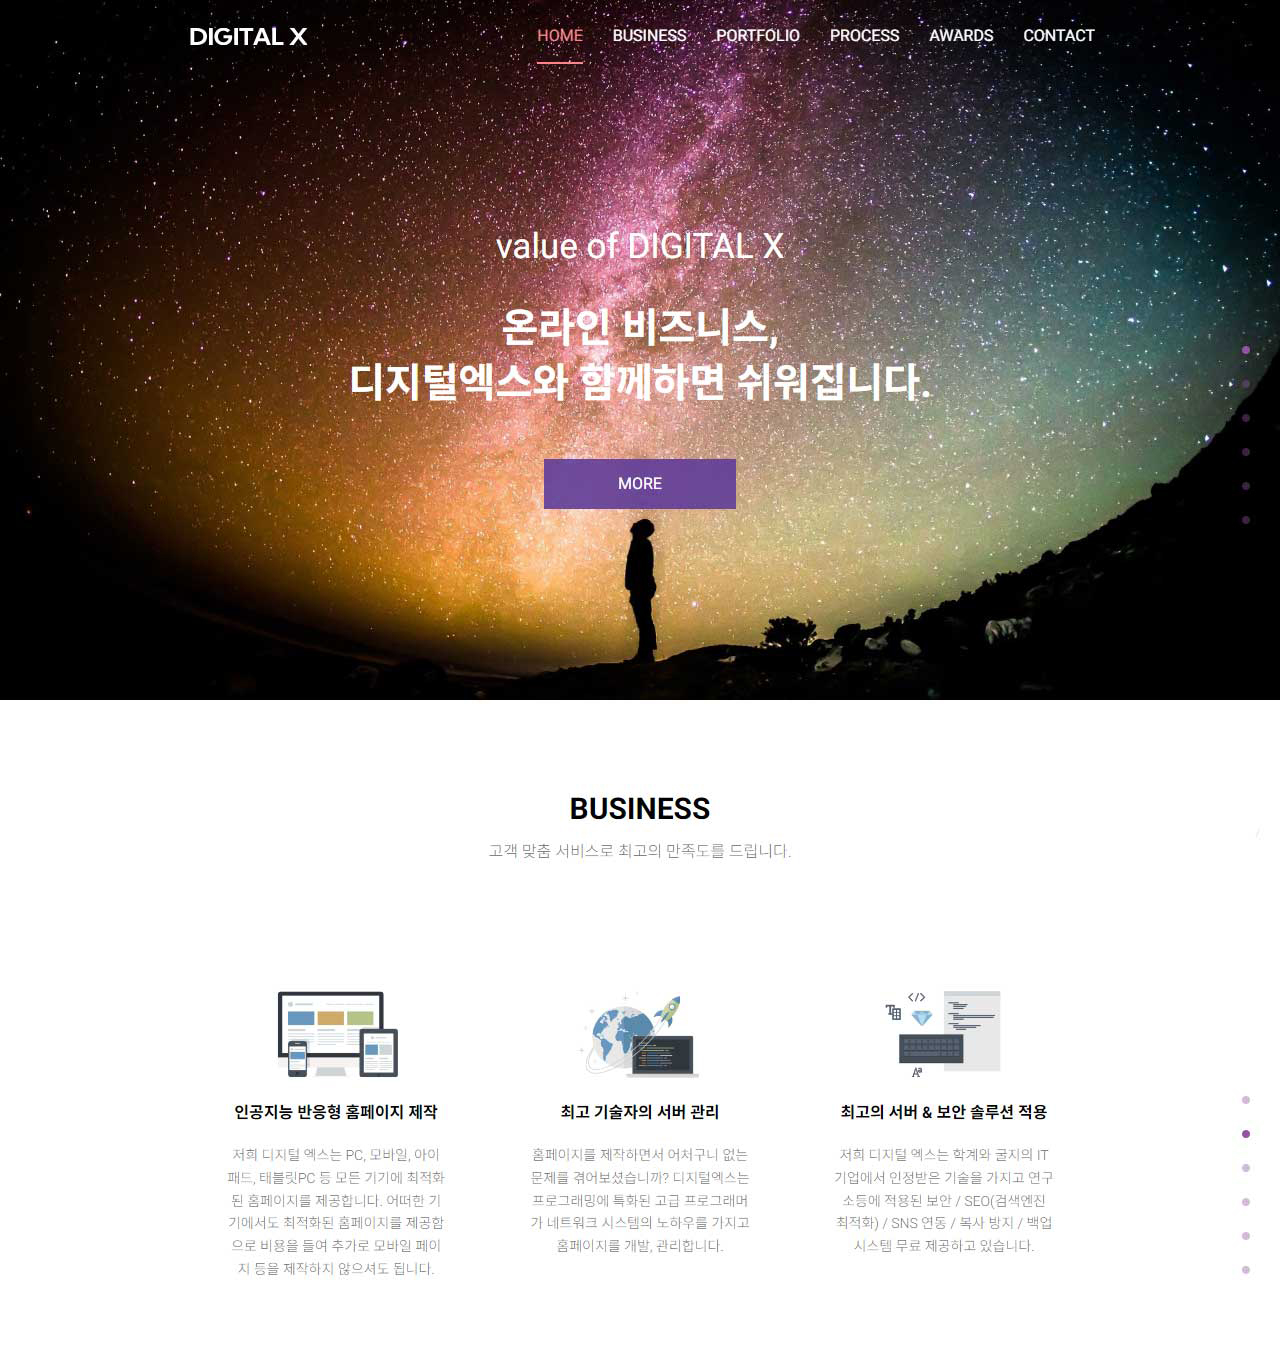 DIGITAL X
HOME BUSINESS PORTFOLIO PROCESS AWARDS CONTACT
value of DIGITAL X
온라인 비즈니스,
디지털엑스와 함께하면 쉬워집니다.
MORE
BUSINESS
고객 맞춤 서비스로 최고의 만족도를 드립니다.
인공지능 반응형 홈페이지 제작
저희 디지털 엑스는 PC, 모바일, 아이
패드, 태블릿PC 등 모든 기기에 최적화
된 홈페이지를 제공합니다. 어떠한 기
기에서도 최적화된 홈페이지를 제공함
으로 비용을 들여 추가로 모바일 페이
지 등을 제작하지 않으셔도 됩니다.
최고 기술자의 서버 관리
홈페이지를 제작하면서 어처구니 없는
문제를 겪어보셨습니까? 디지털엑스는
프로그래밍에 특화된 고급 프로그래머
가 네트워크 시스템의 노하우를 가지고
홈페이지를 개발, 관리합니다.
</> 
T
Aa
최고의 서버 & 보안 솔루션 적용
저희 디지털 엑스는 학계와 굴지의 IT
기업에서 인정받은 기술을 가지고 연구
소등에 적용된 보안 / SEO(검색엔진
최적화) / SNS 연동 / 복사 방지 / 백업
시스템 무료 제공하고 있습니다.